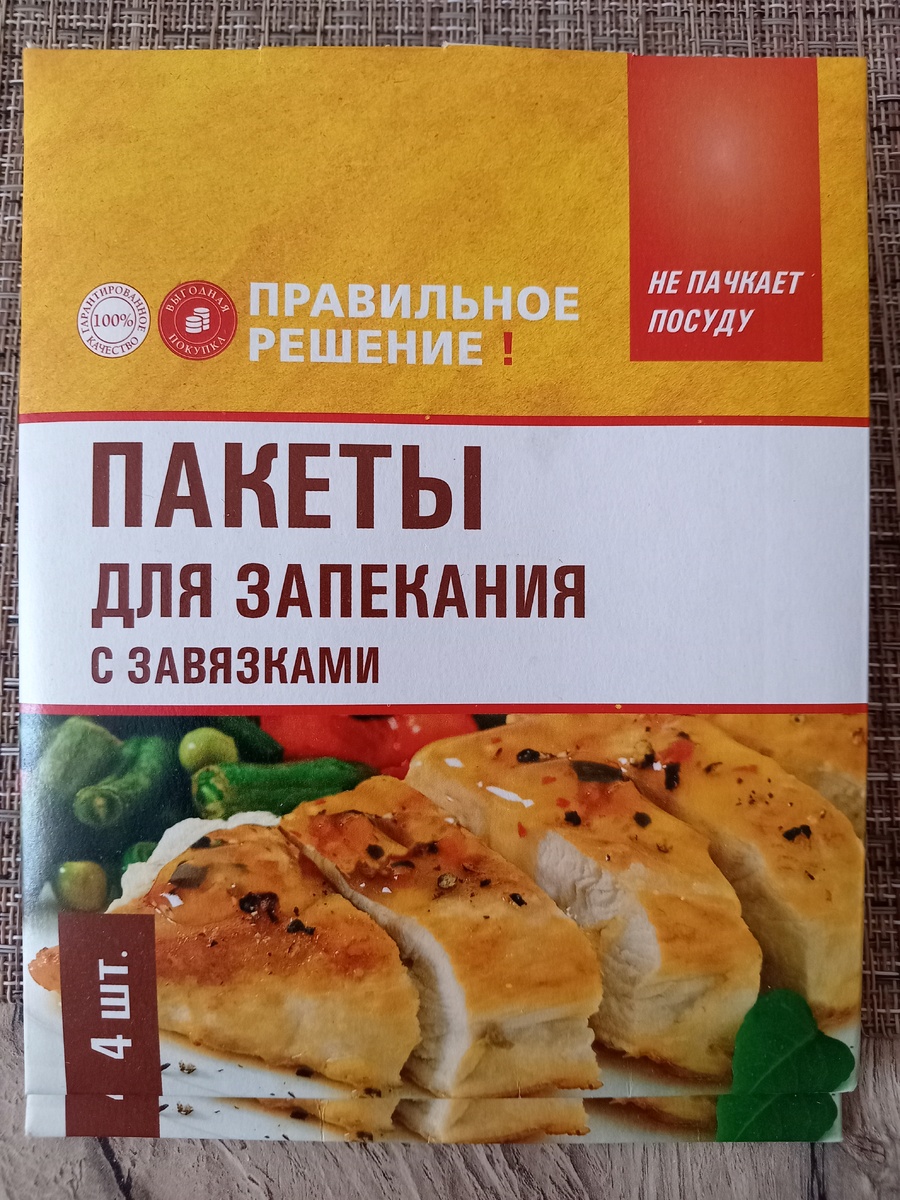 НЕ ПАЧКАЕТ
ПОСУДУ
ГАРАНТИРОВАННОЕ
100%
КАЧЕСТВО
ВЫГОДНАЯ
ПОКУПКА
ПРАВИЛЬНОЕ
РЕШЕНИЕ !
ПАКЕТЫ
ДЛЯ ЗАПЕКАНИЯ
С ЗАВЯЗКАМИ
4 шт.